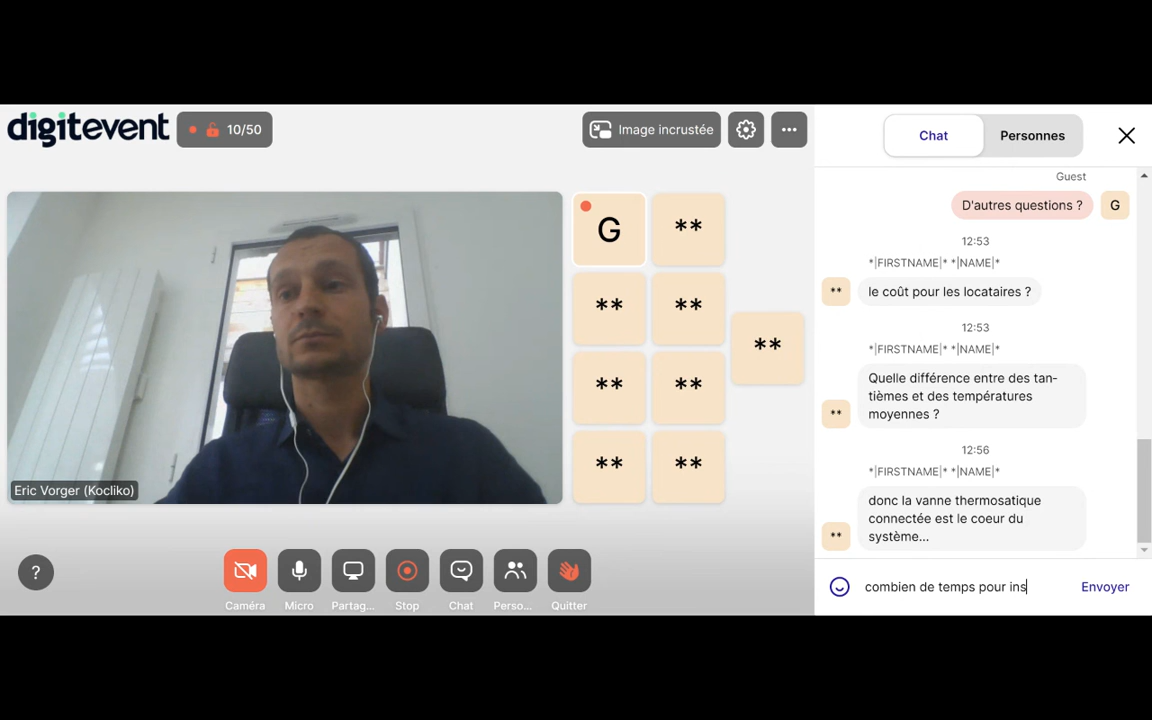 digitevent
10/50
Image incrustée
Chat
Personnes
Guest
D'autres questions ?
G
12:53
*|FIRSTNAME|* *|NAME|*
**
le coût pour les locataires ?
12:53
*|FIRSTNAME|* *|NAME|*
Quelle différence entre des tan-
tièmes et des températures
moyennes ?
**
12:56
*|FIRSTNAME|* *|NAME|*
donc la vanne thermosatique
connectée est le coeur du
système...
**
combien de temps pour ins
Envoyer
G
**
**
**
**
**
**
**
**
Eric Vorger (Kocliko)
?
Caméra
Micro
Partag...
Stop
Chat
Perso...
Quitter